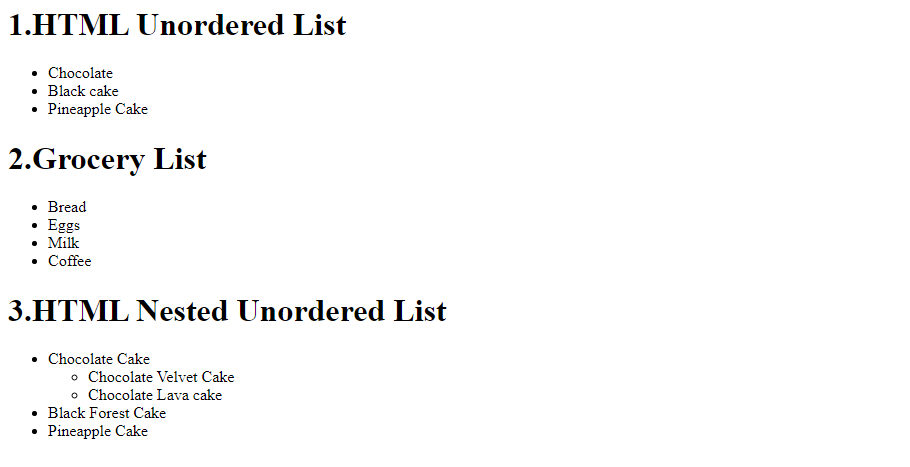 1.HTML Unordered List
• Chocolate
• Black cake
• Pineapple Cake
2.Grocery List
• Bread
• Eggs
• Milk
• Coffee
3.HTML Nested Unordered List
• Chocolate Cake
◦ Chocolate Velvet Cake
◦ Chocolate Lava cake
• Black Forest Cake
• Pineapple Cake